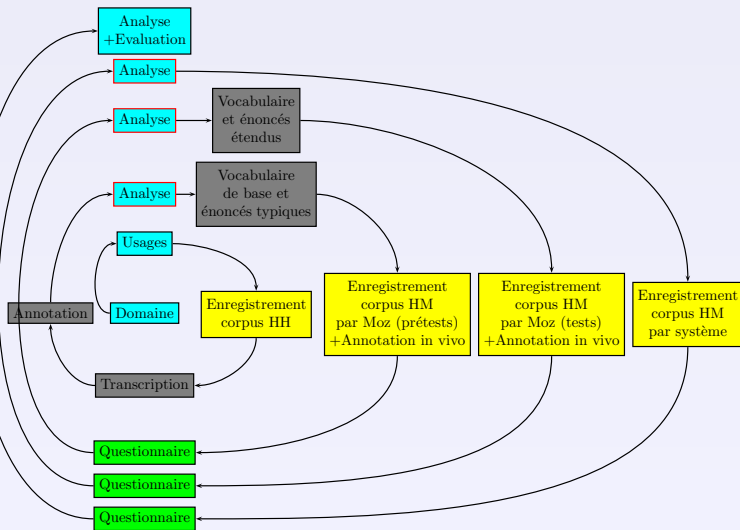 Analyse
+Evaluation
Analyse
Analyse
Vocabulaire
et énoncés
étendus
Analyse
Vocabulaire
de base et
énoncés typiques
Usages
Annotation
Domaine
Enregistrement
corpus HH
Enregistrement
corpus HM
par Moz (prétests)
+Annotation in vivo
Enregistrement
corpus HM
par Moz (tests)
+Annotation in vivo
Enregistrement
corpus HM
par système
Transcription
Questionnaire
Questionnaire
Questionnaire